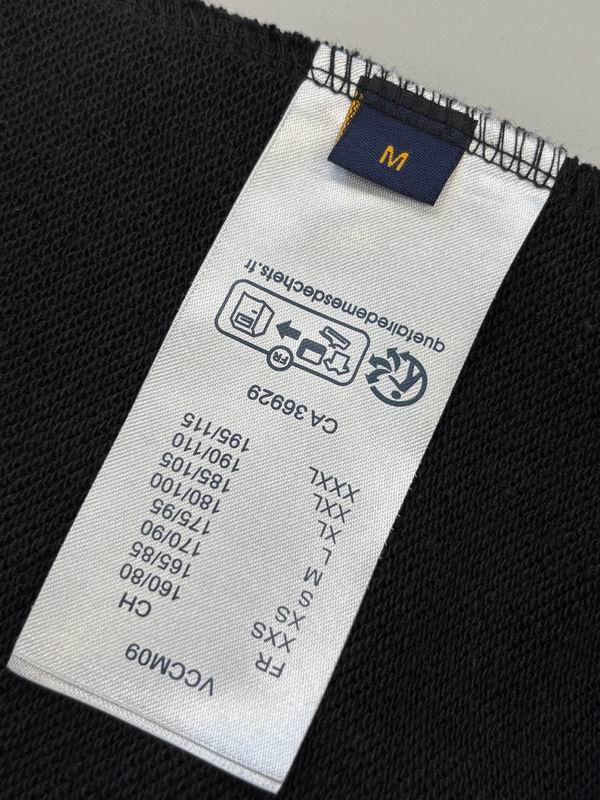 VCCM09
FR CH
XXS 160/80
XS 165/85
S 170/90
M 175/95
L 180/100
XL 185/105
XXL 190/110
XXXL 195/115
CA 36929
FR
quefairedemesdechets.fr
M